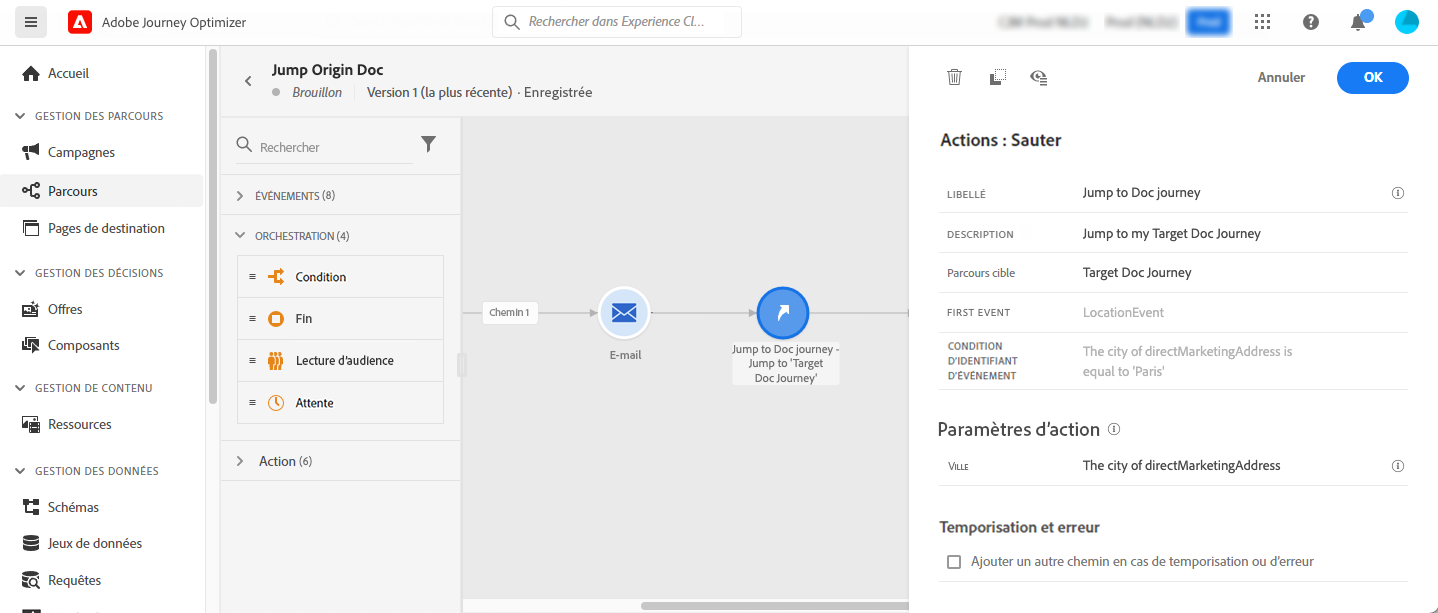 Adobe Journey Optimizer
Rechercher dans Experience Cl...
Accueil
GESTION DES PARCOURS
Campagnes
Parcours
Pages de destination
GESTION DES DÉCISIONS
Offres
Composants
GESTION DE CONTENU
Ressources
GESTION DES DONNÉES
Schémas
Jeux de données
Requêtes
Jump Origin Doc
Brouillon
Version 1 (la plus récente) · Enregistrée
Rechercher
ÉVÉNEMENTS (8)
ORCHESTRATION (4)
Condition
Fin
Lecture d'audience
Attente
Action (6)
Chemin 1
E-mail
Jump to Doc journey -
Jump to 'Target
Doc Journey'
Annuler
OK
Actions : Sauter
LIBELLÉ
Jump to Doc journey
DESCRIPTION
Jump to my Target Doc Journey
Parcours cible
Target Doc Journey
FIRST EVENT
LocationEvent
CONDITION
D'IDENTIFIANT
D'ÉVÉNEMENT
The city of directMarketingAddress is
equal to 'Paris'
Paramètres d'action
VILLE
The city of directMarketingAddress
Temporisation et erreur
Ajouter un autre chemin en cas de temporisation ou d'erreur